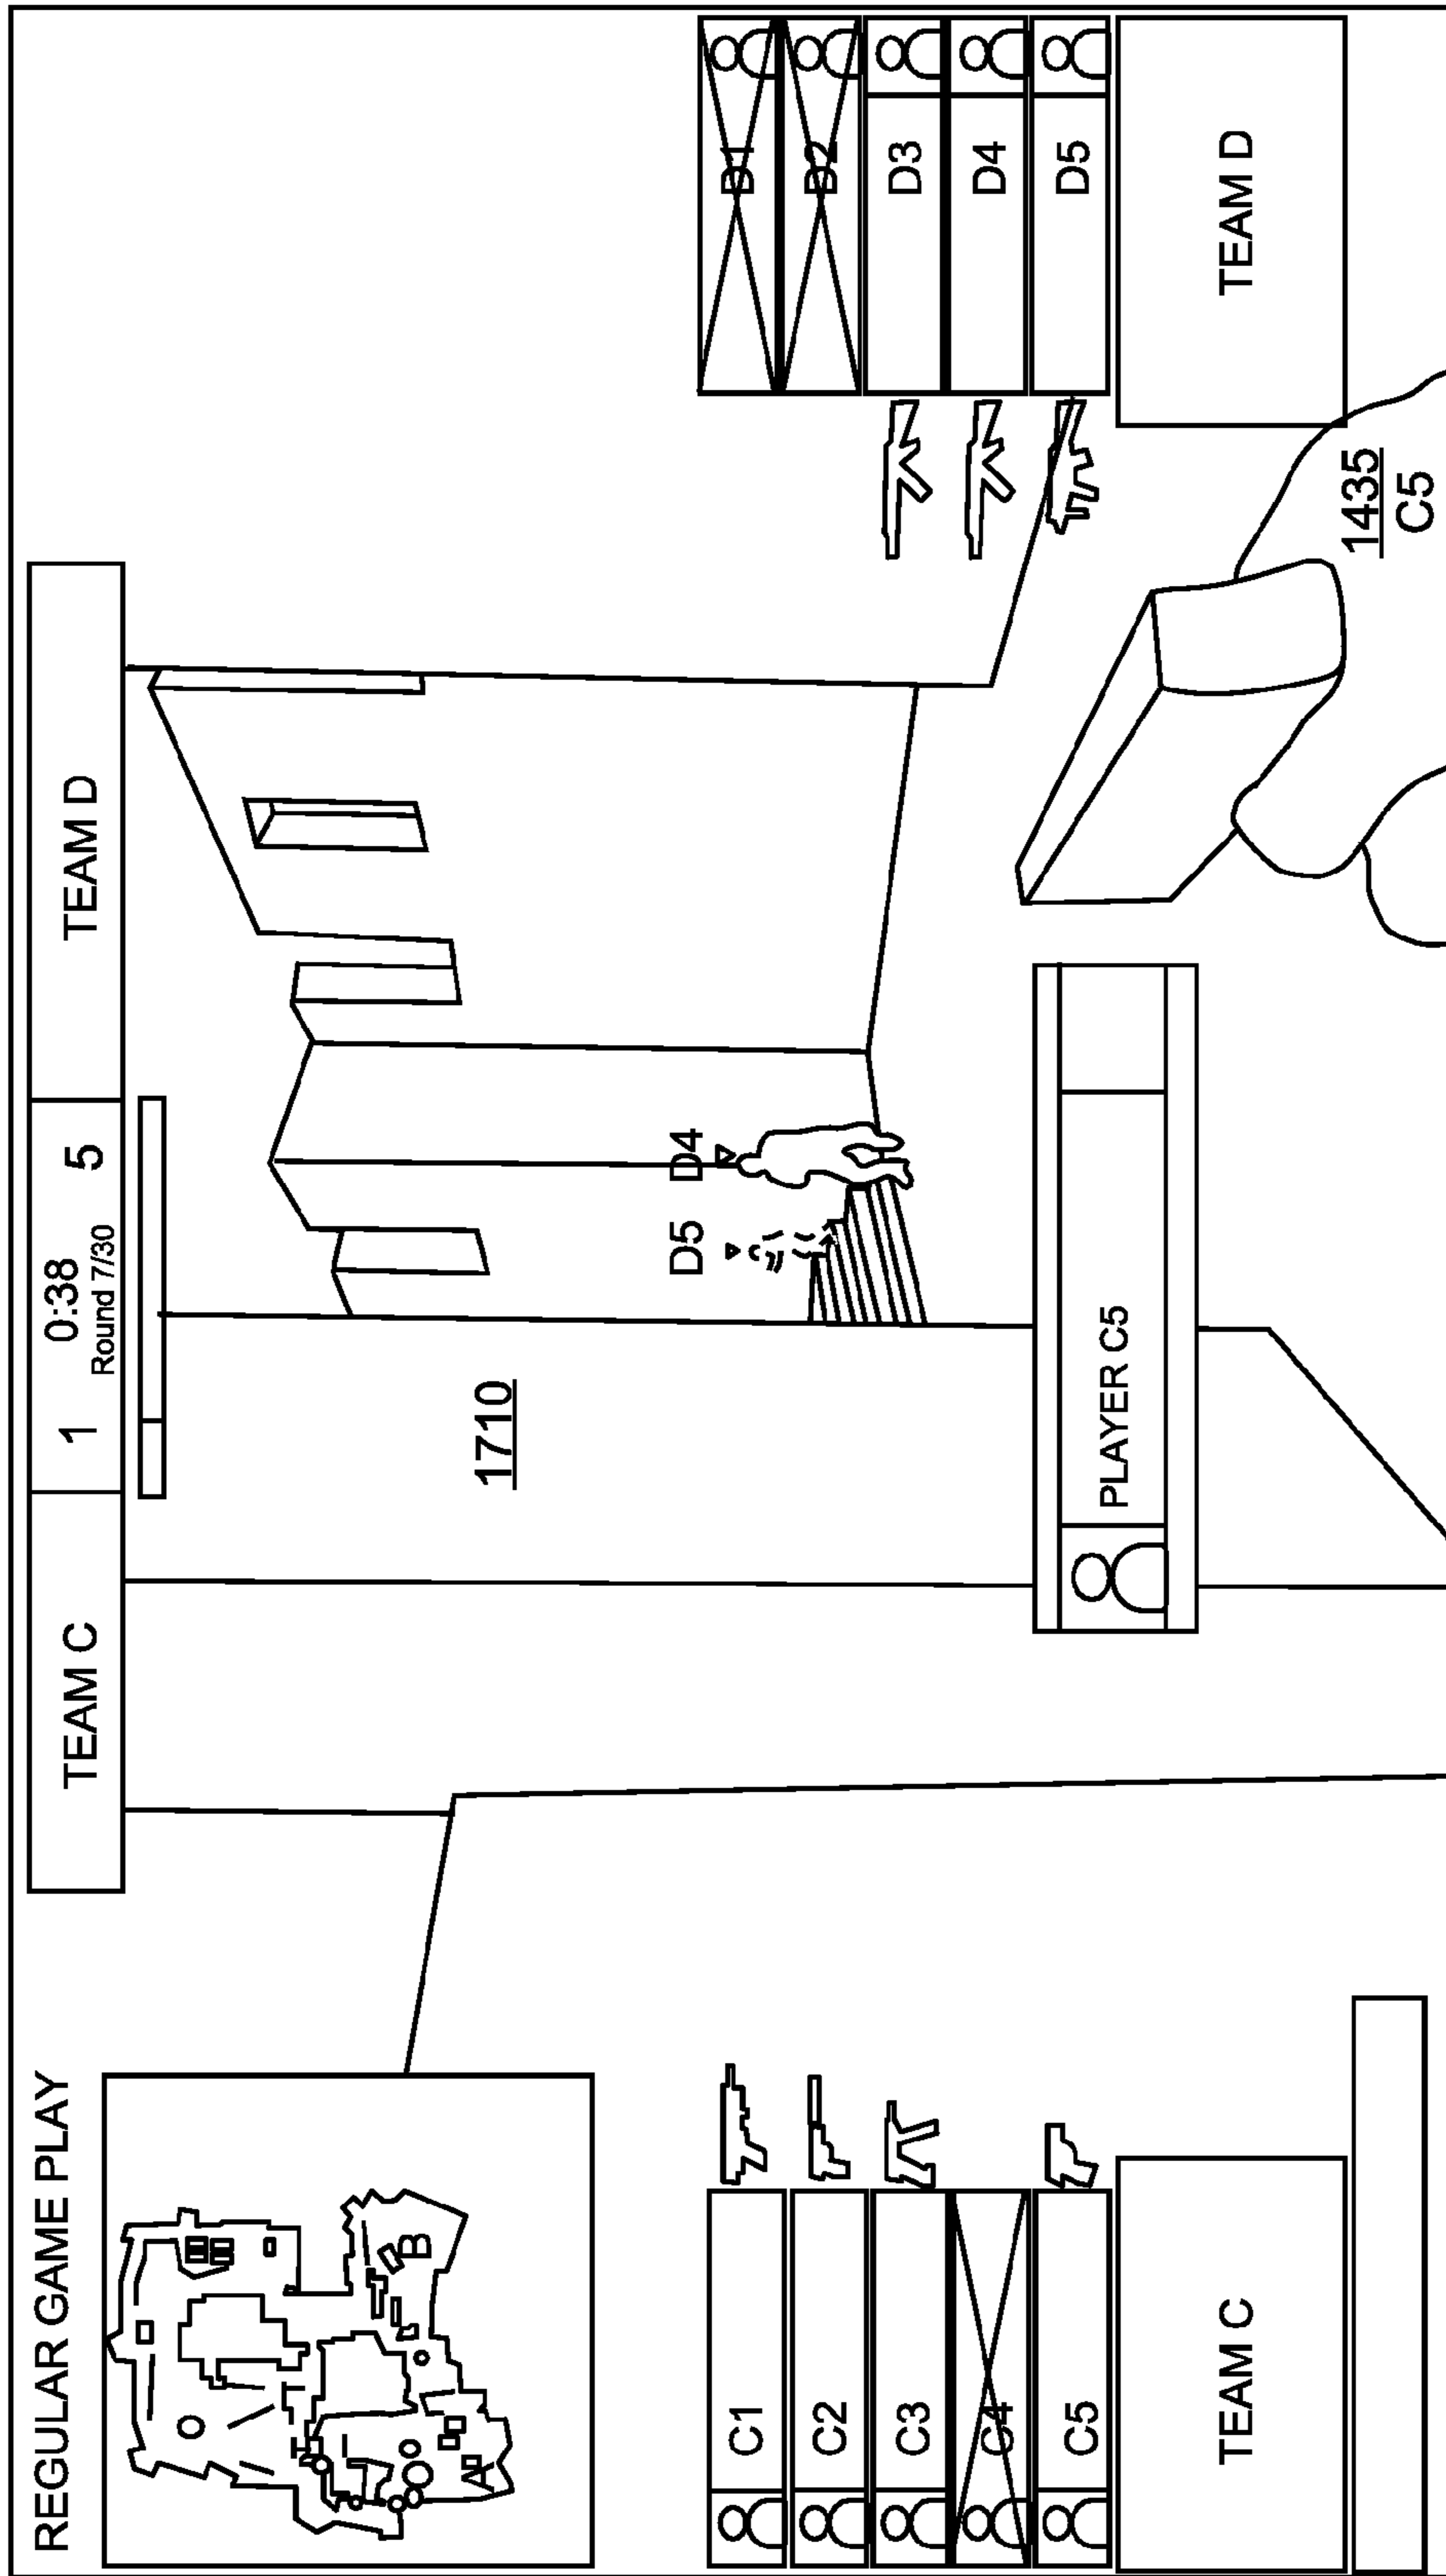 REGULAR GAME PLAY
TEAM C
1 0:38 5
Round 7/30
TEAM D
A
B
1710
D5
D4
C1
C2
C3
C4
C5
TEAM C
PLAYER C5
D1
D2
D3
D4
D5
TEAM D
1435
C5